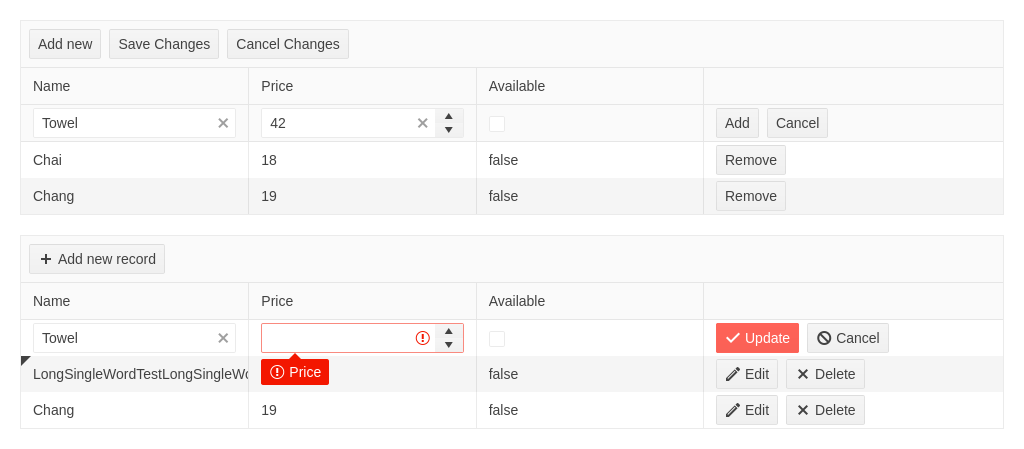 Add new Save Changes Cancel Changes
Name Price Available
Towel 42 Add Cancel
Chai 18 false Remove
Chang 19 false Remove
Add new record
Name Price Available
Towel Update Cancel
LongSingleWordTestLongSingleWo Price false Edit Delete
Chang 19 false Edit Delete